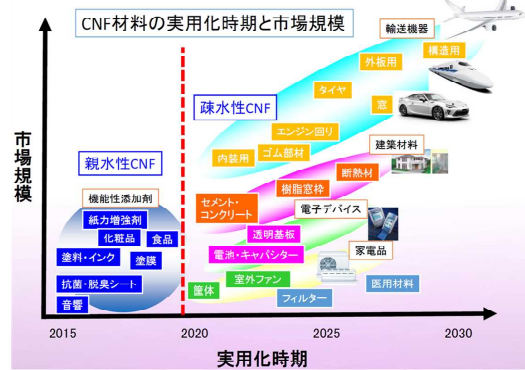 CNF材料の実用化時期と市場規模
輸送機器
構造用
外板用
タイヤ
窓
疎水性CNF
エンジン回り
内装用
ゴム部材
建築材料
市場規模
親水性CNF
断熱材
樹脂窓枠
機能性添加剤
セメント・
コンクリート
電子デバイス
紙力増強剤
化粧品
食品
透明基板
塗料・インク
塗膜
電池・キャパシター
家電品
抗菌・脱臭シート
室外ファン
医用材料
筐体
フィルター
音響
2015
2020
2025
2030
実用化時期